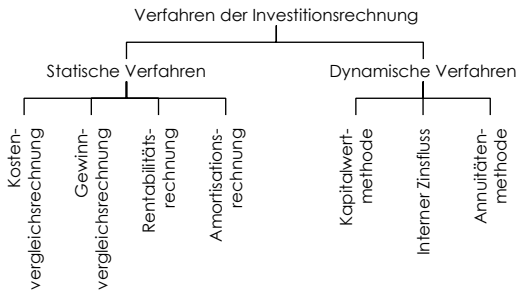 Verfahren der Investitionsrechnung
Statische Verfahren
Dynamische Verfahren
Kosten-
vergleichsrechnung
Gewinn-
vergleichsrechnung
Rentabilitäts-
rechnung
Amortisations-
rechnung
Kapitalwert-
methode
Interner Zinsfluss
Annuitäten-
methode